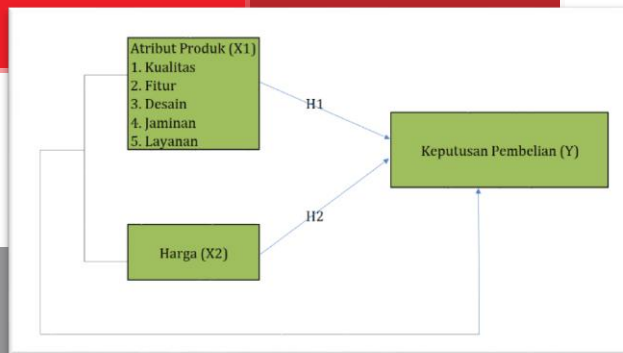 Atribut Produk (X1)
1. Kualitas
2. Fitur
3. Desain
4. Jaminan
5. Layanan
H1
Keputusan Pembelian (Y)
H2
Harga (X2)